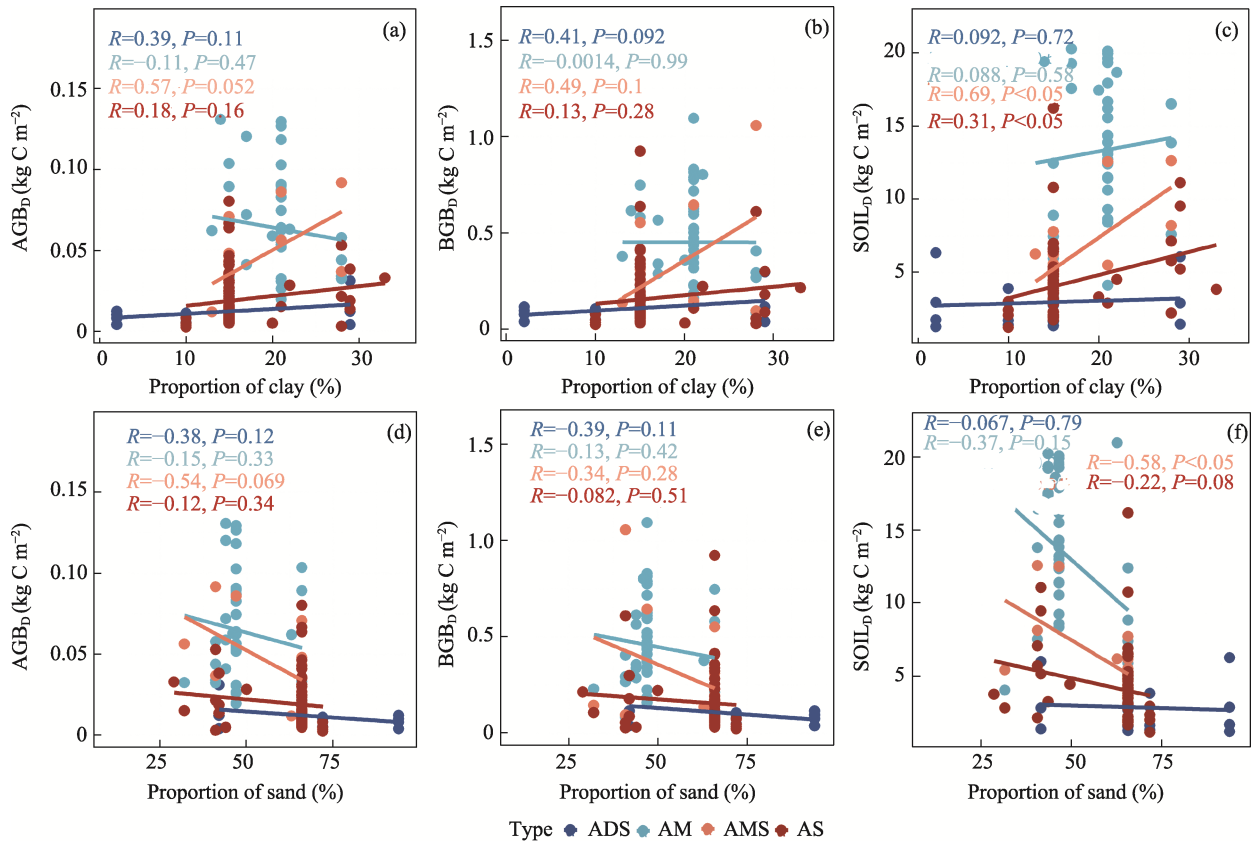 (a)
R=0.39, P=0.11
R=−0.11, P=0.47
R=0.57, P=0.052
R=0.18, P=0.16
AGB_D (kg C m⁻²)
0.15
0.10
0.05
0
0 10 20 30
Proportion of clay (%)
(b)
R=0.41, P=0.092
R=−0.0014, P=0.99
R=0.49, P=0.1
R=0.13, P=0.28
BGB_D (kg C m⁻²)
1.5
1.0
0.5
0
0 10 20 30
Proportion of clay (%)
(c)
R=0.092, P=0.72
R=0.088, P=0.58
R=0.69, P<0.05
R=0.31, P<0.05
SOIL_D (kg C m⁻²)
20
15
10
5
0 10 20 30
Proportion of clay (%)
(d)
R=−0.38, P=0.12
R=−0.15, P=0.33
R=−0.54, P=0.069
R=−0.12, P=0.34
AGB_D (kg C m⁻²)
0.15
0.10
0.05
0
25 50 75
Proportion of sand (%)
(e)
R=−0.39, P=0.11
R=−0.13, P=0.42
R=−0.34, P=0.28
R=−0.082, P=0.51
BGB_D (kg C m⁻²)
1.5
1.0
0.5
0
25 50 75
Proportion of sand (%)
(f)
R=−0.067, P=0.79
R=−0.37, P=0.15
R=−0.58, P<0.05
R=−0.22, P=0.08
SOIL_D (kg C m⁻²)
20
15
10
5
25 50 75
Proportion of sand (%)
Type ADS AM AMS AS